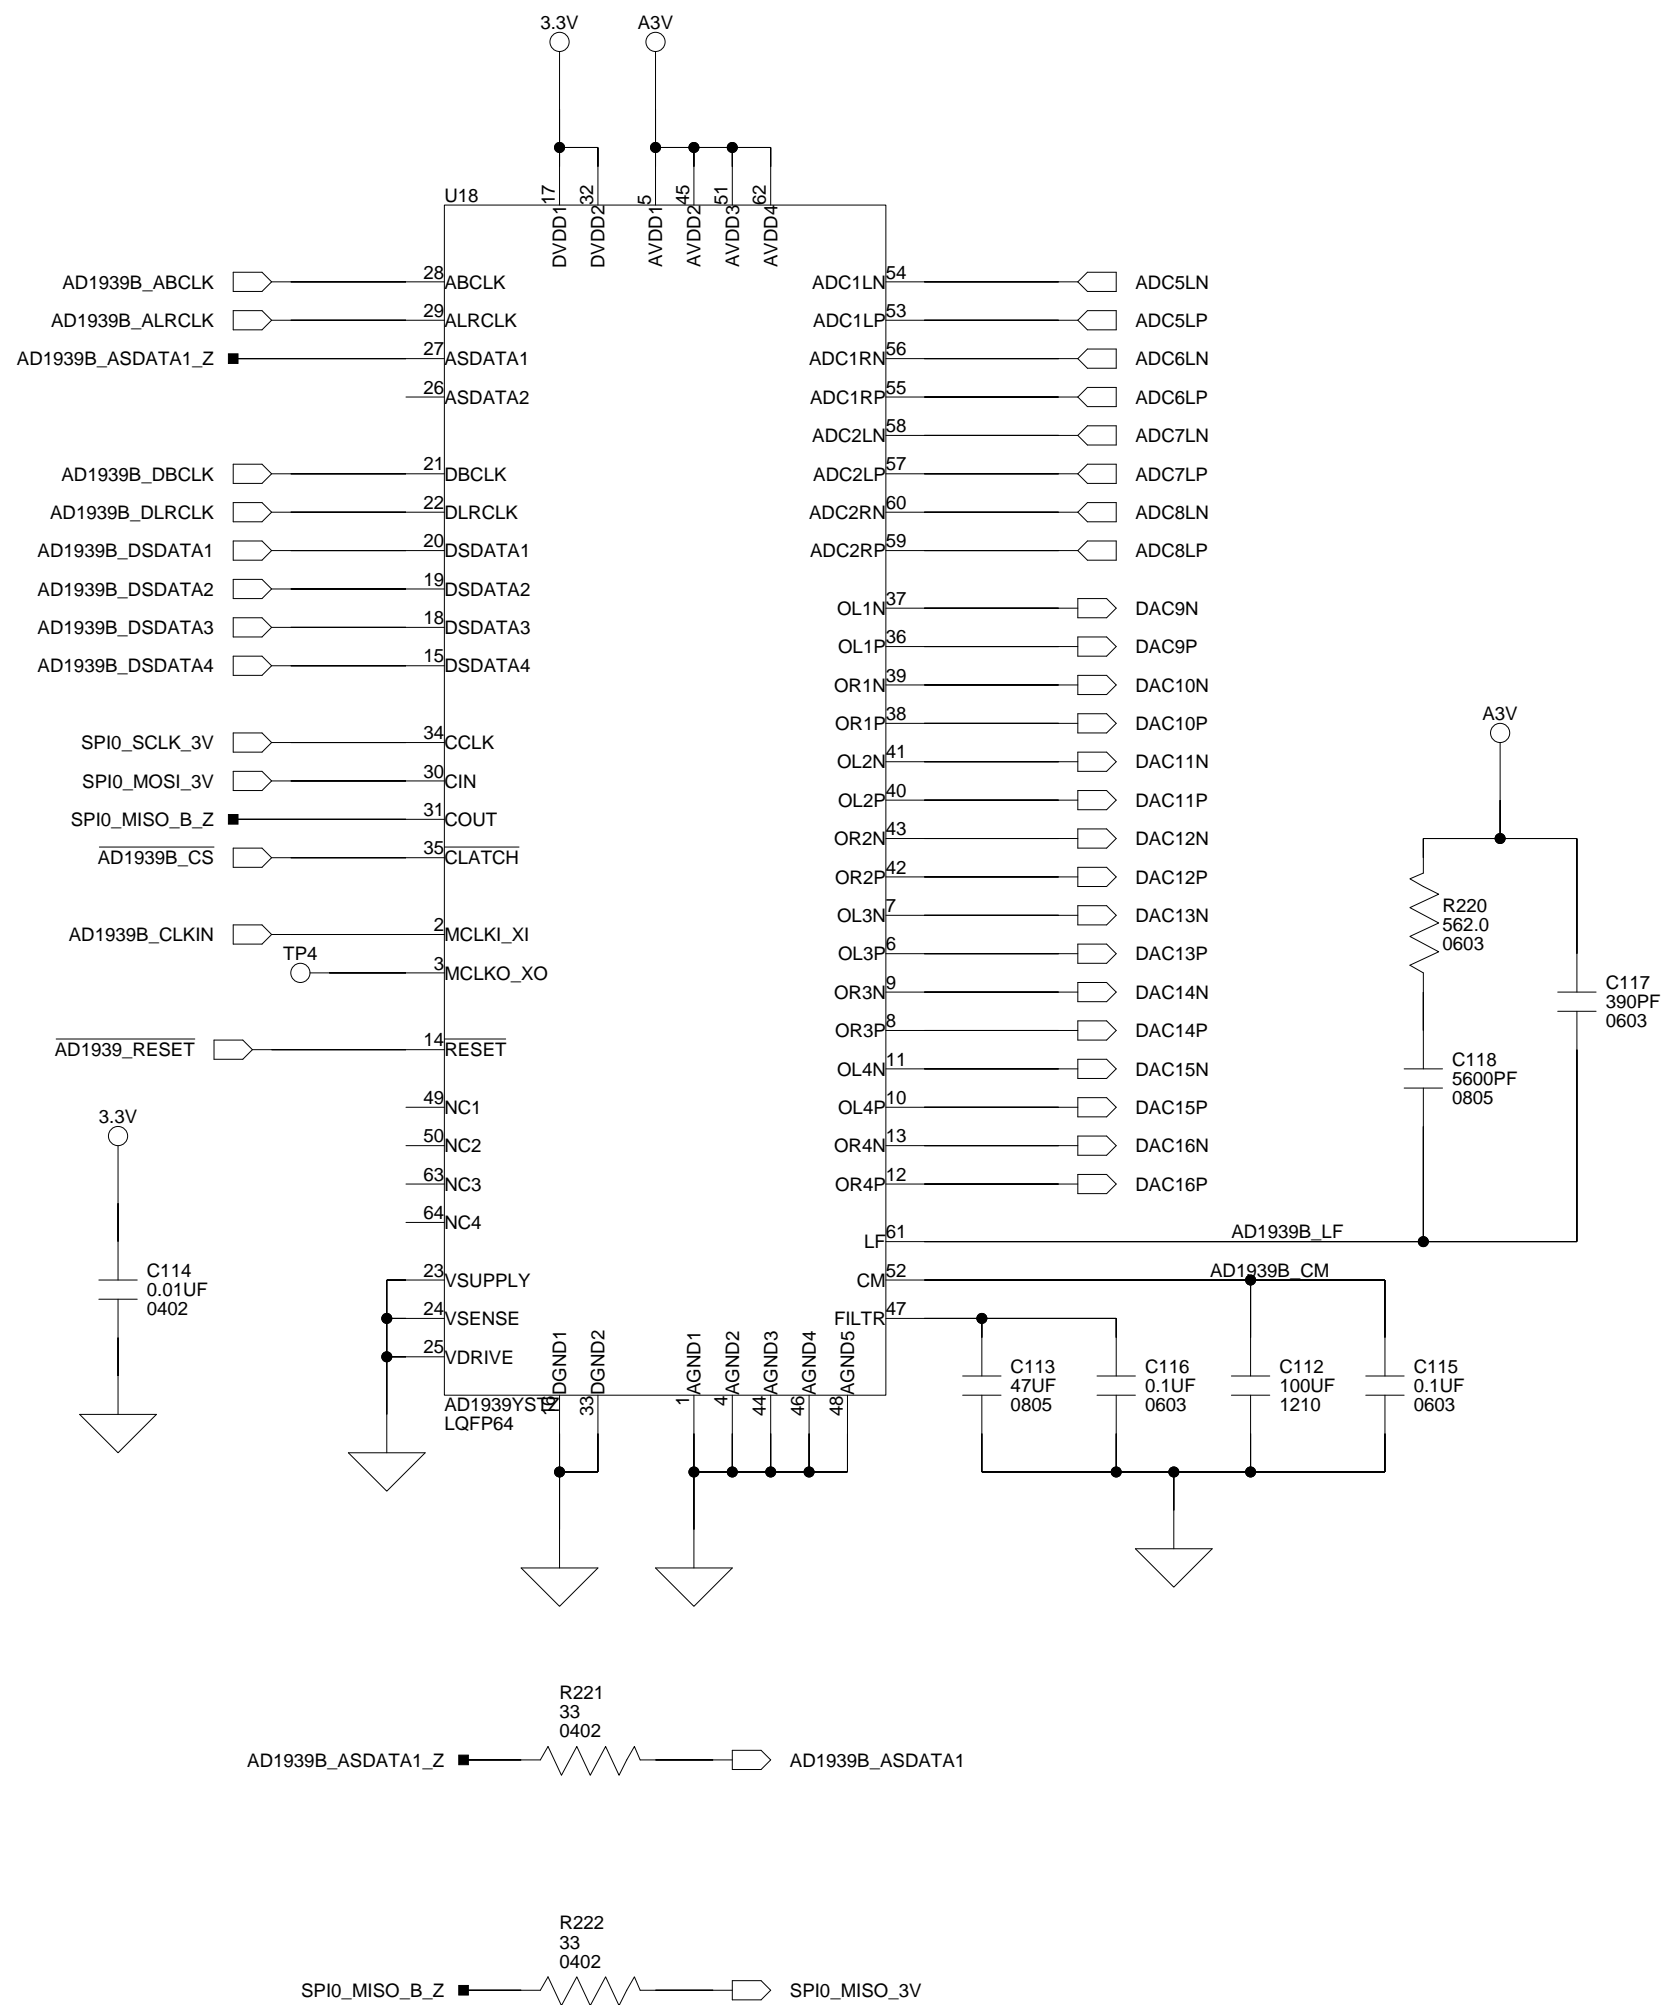 3.3V
A3V
U18
17
32
5
45
51
62
DVDD1
DVDD2
AVDD1
AVDD2
AVDD3
AVDD4
AD1939B_ABCLK
28
ABCLK
AD1939B_ALRCLK
29
ALRCLK
AD1939B_ASDATA1_Z
27
ASDATA1
26
ASDATA2
AD1939B_DBCLK
21
DBCLK
AD1939B_DLRCLK
22
DLRCLK
AD1939B_DSDATA1
20
DSDATA1
AD1939B_DSDATA2
19
DSDATA2
AD1939B_DSDATA3
18
DSDATA3
AD1939B_DSDATA4
15
DSDATA4
SPI0_SCLK_3V
34
CCLK
SPI0_MOSI_3V
30
CIN
SPI0_MISO_B_Z
31
COUT
AD1939B_CS
35
CLATCH
AD1939B_CLKIN
2
MCLKI_XI
TP4
3
MCLKO_XO
AD1939_RESET
14
RESET
49
NC1
50
NC2
63
NC3
64
NC4
23
VSUPPLY
24
VSENSE
25
VDRIVE
ADC1LN
54
ADC5LN
ADC1LP
53
ADC5LP
ADC1RN
56
ADC6LN
ADC1RP
55
ADC6LP
ADC2LN
58
ADC7LN
ADC2LP
57
ADC7LP
ADC2RN
60
ADC8LN
ADC2RP
59
ADC8LP
OL1N
37
DAC9N
OL1P
36
DAC9P
OR1N
39
DAC10N
OR1P
38
DAC10P
OL2N
41
DAC11N
OL2P
40
DAC11P
OR2N
43
DAC12N
OR2P
42
DAC12P
OL3N
7
DAC13N
OL3P
6
DAC13P
OR3N
9
DAC14N
OR3P
8
DAC14P
OL4N
11
DAC15N
OL4P
10
DAC15P
OR4N
13
DAC16N
OR4P
12
DAC16P
LF
61
AD1939B_LF
CM
52
AD1939B_CM
FILTR
47
A3V
R220
562.0
0603
C117
390PF
0603
C118
5600PF
0805
3.3V
C114
0.01UF
0402
C113
47UF
0805
C116
0.1UF
0603
C112
100UF
1210
C115
0.1UF
0603
DGND1
DGND2
AGND1
AGND2
AGND3
AGND4
AGND5
AD1939YSTZ
LQFP64
16
33
1
4
44
46
48
R221
33
0402
AD1939B_ASDATA1_Z
AD1939B_ASDATA1
R222
33
0402
SPI0_MISO_B_Z
SPI0_MISO_3V